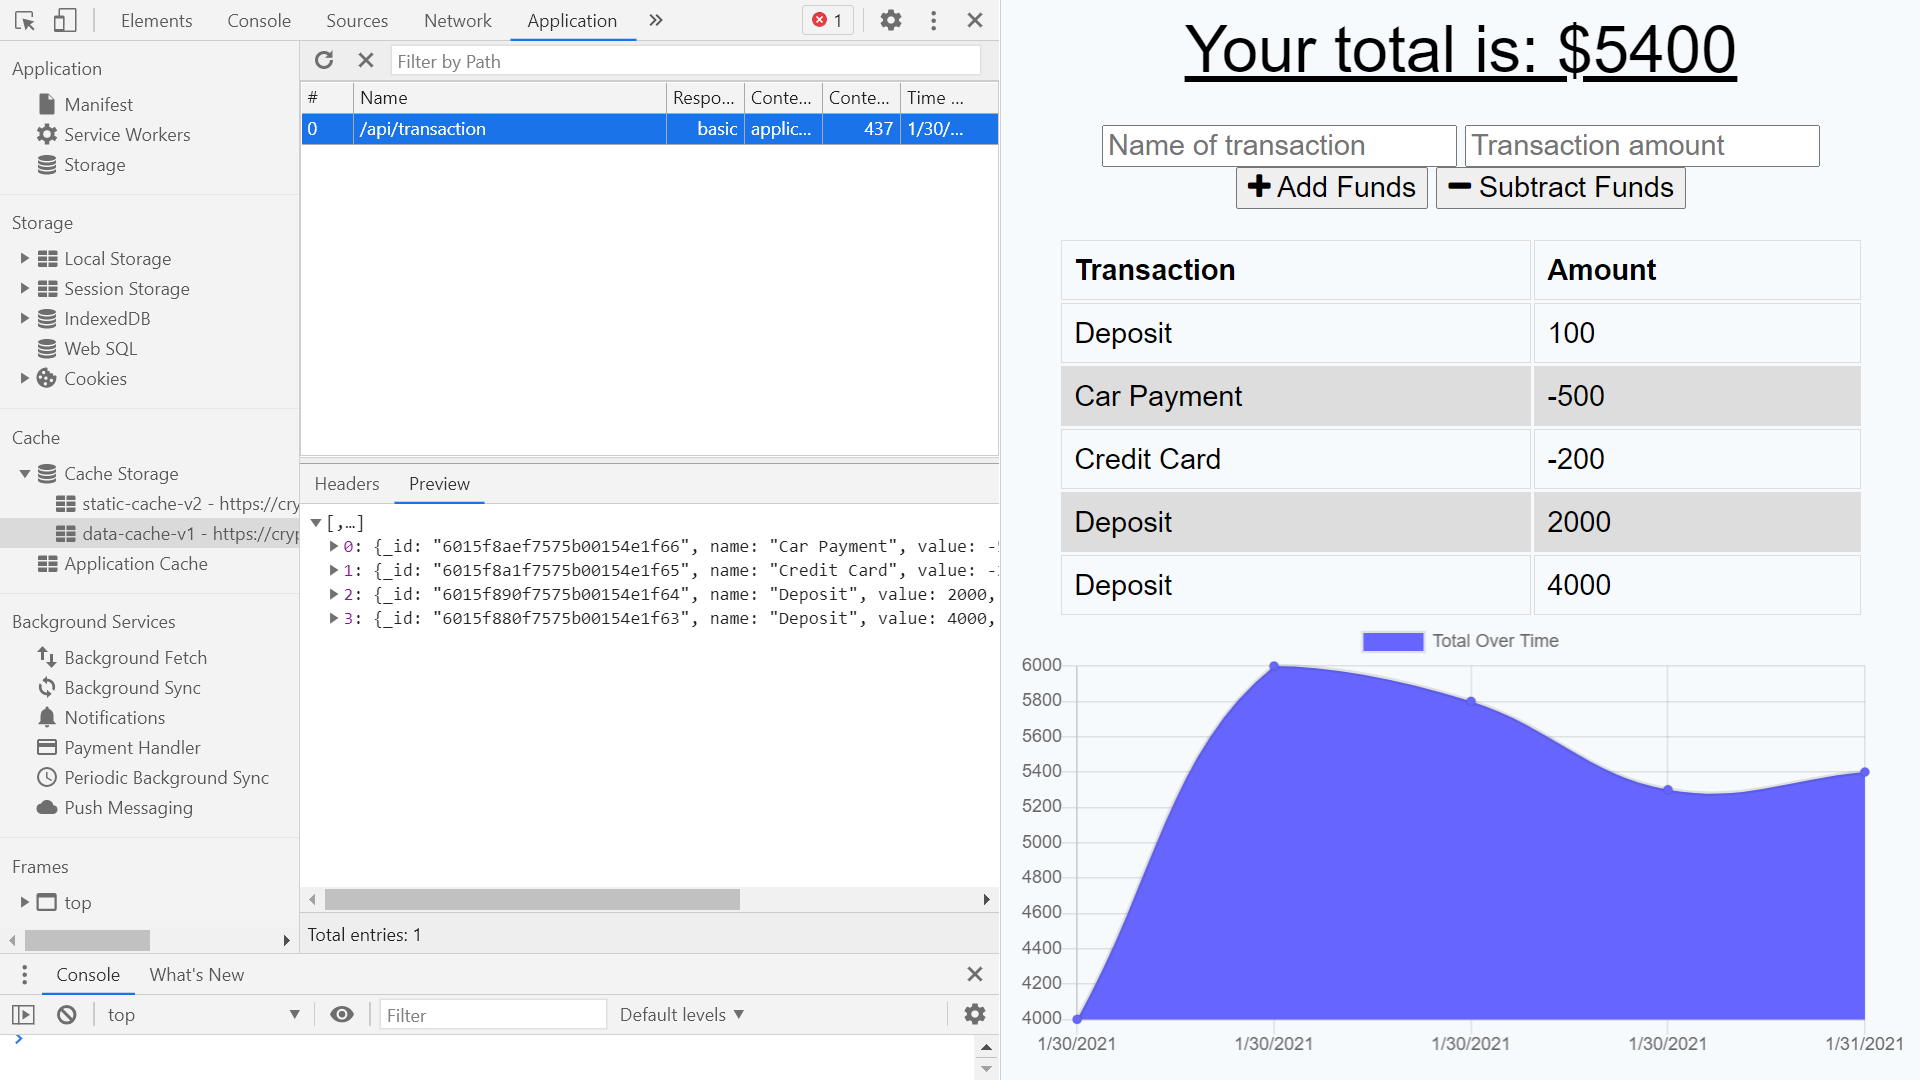 Elements Console Sources Network Application 1
Application
Manifest
Service Workers
Storage
Storage
Local Storage
Session Storage
IndexedDB
Web SQL
Cookies
Cache
Cache Storage
static-cache-v2 - https://cry
data-cache-v1 - https://cryp
Application Cache
Background Services
Background Fetch
Background Sync
Notifications
Payment Handler
Periodic Background Sync
Push Messaging
Frames
top
Filter by Path
# Name Respo... Conte... Conte... Time ...
0 /api/transaction basic applic... 437 1/30/...
Headers Preview
[,…]
0: {_id: "6015f8aef7575b00154e1f66", name: "Car Payment", value: -
1: {_id: "6015f8a1f7575b00154e1f65", name: "Credit Card", value: -
2: {_id: "6015f890f7575b00154e1f64", name: "Deposit", value: 2000,
3: {_id: "6015f880f7575b00154e1f63", name: "Deposit", value: 4000,
Total entries: 1
Console What's New
top Filter Default levels
Your total is: $5400
Name of transaction Transaction amount
Add Funds Subtract Funds
Transaction Amount
Deposit 100
Car Payment -500
Credit Card -200
Deposit 2000
Deposit 4000
Total Over Time
6000
5800
5600
5400
5200
5000
4800
4600
4400
4200
4000
1/30/2021 1/30/2021 1/30/2021 1/30/2021 1/31/2021